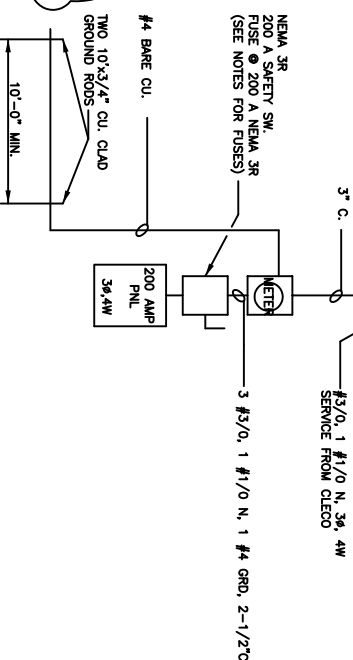 3" C.
#3/0, 1 #1/0 N, 3ø, 4W
SERVICE FROM CLECO
NEMA 3R
200 A SAFETY SW.
FUSE @ 200 A NEMA 3R
(SEE NOTES FOR FUSES)
METER
3 #3/0, 1 #1/0 N, 1 #4 GRD, 2-1/2"C
#4 BARE CU.
200 AMP
PNL
3ø,4W
TWO 10'x3/4" CU. CLAD
GROUND RODS
10'-0" MIN.